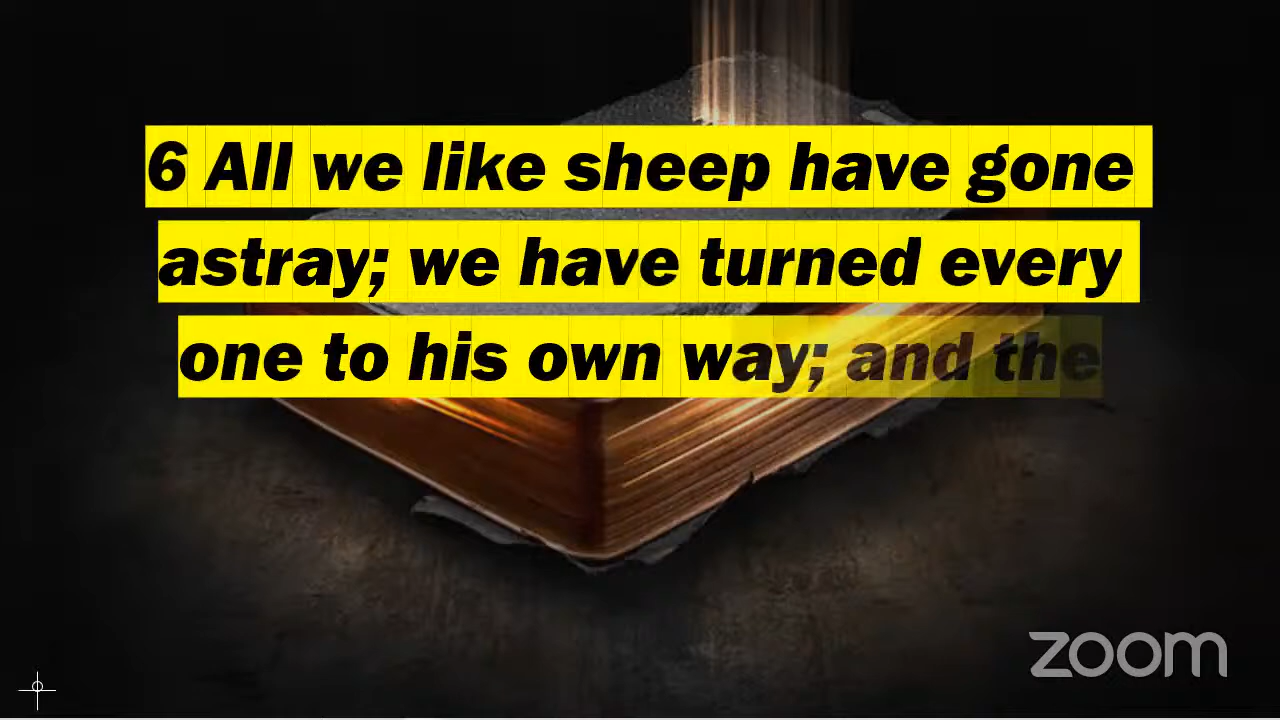 6 All we like sheep have gone
astray; we have turned every
one to his own way; and the
zoom